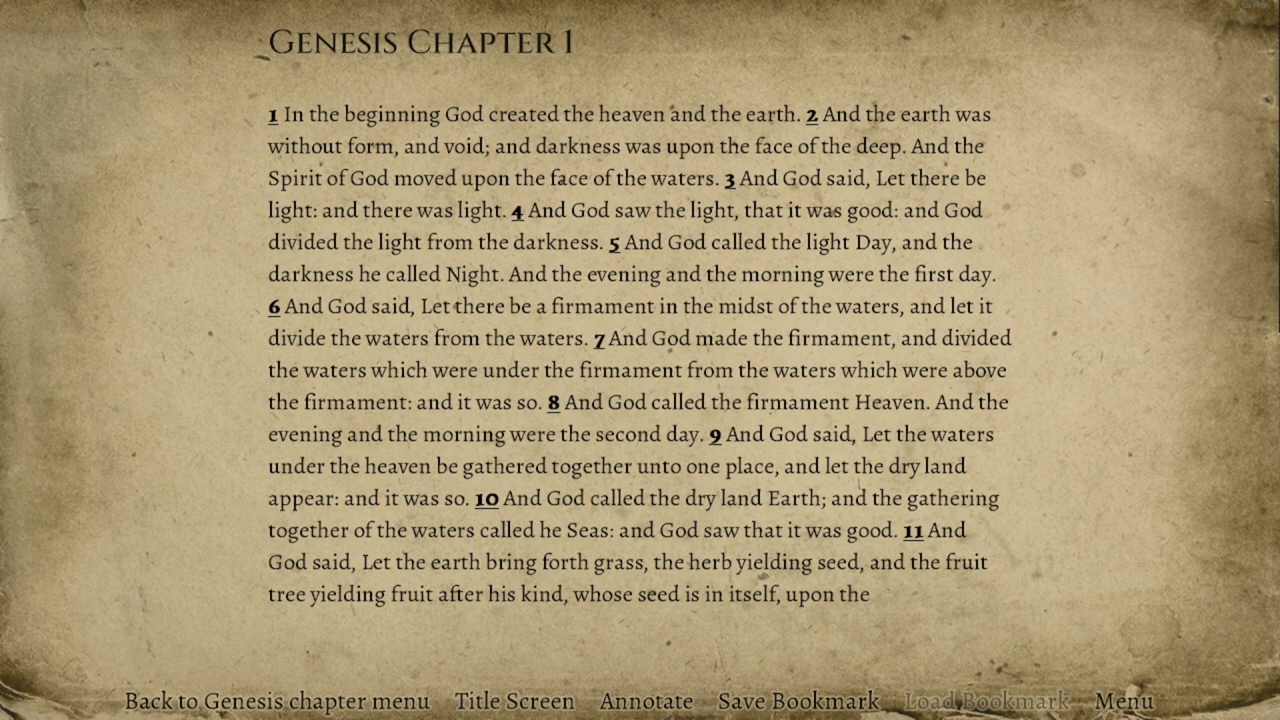 Genesis Chapter 1
1 In the beginning God created the heaven and the earth. 2 And the earth was
without form, and void; and darkness was upon the face of the deep. And the
Spirit of God moved upon the face of the waters. 3 And God said, Let there be
light: and there was light. 4 And God saw the light, that it was good: and God
divided the light from the darkness. 5 And God called the light Day, and the
darkness he called Night. And the evening and the morning were the first day.
6 And God said, Let there be a firmament in the midst of the waters, and let it
divide the waters from the waters. 7 And God made the firmament, and divided
the waters which were under the firmament from the waters which were above
the firmament: and it was so. 8 And God called the firmament Heaven. And the
evening and the morning were the second day. 9 And God said, Let the waters
under the heaven be gathered together unto one place, and let the dry land
appear: and it was so. 10 And God called the dry land Earth; and the gathering
together of the waters called he Seas: and God saw that it was good. 11 And
God said, Let the earth bring forth grass, the herb yielding seed, and the fruit
tree yielding fruit after his kind, whose seed is in itself, upon the
Back to Genesis chapter menu Title Screen Annotate Save Bookmark Load Bookmark Menu